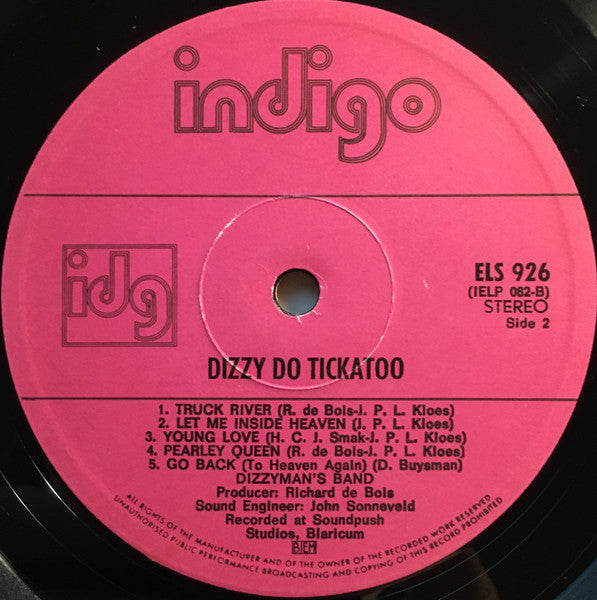 indigo
idg
ELS 926
(IELP 082-B)
STEREO
Side 2
DIZZY DO TICKATOO
1. TRUCK RIVER (R. de Bois-J. P. L. Kloes)
2. LET ME INSIDE HEAVEN (J. P. L. Kloes)
3. YOUNG LOVE (H. C. J. Smak-J. P. L. Kloes)
4. PEARLEY QUEEN (R. de Bois-J. P. L. Kloes)
5. GO BACK (To Heaven Again) (D. Buysman)
DIZZYMAN'S BAND
Producer: Richard de Bois
Sound Engineer: John Sonneveld
Recorded at Soundpush
Studios, Blaricum
BIEM
ALL RIGHTS OF THE MANUFACTURER AND OF THE OWNER OF THE RECORDED WORK RESERVED
UNAUTHORISED PUBLIC PERFORMANCE BROADCASTING AND COPYING OF THIS RECORD PROHIBITED